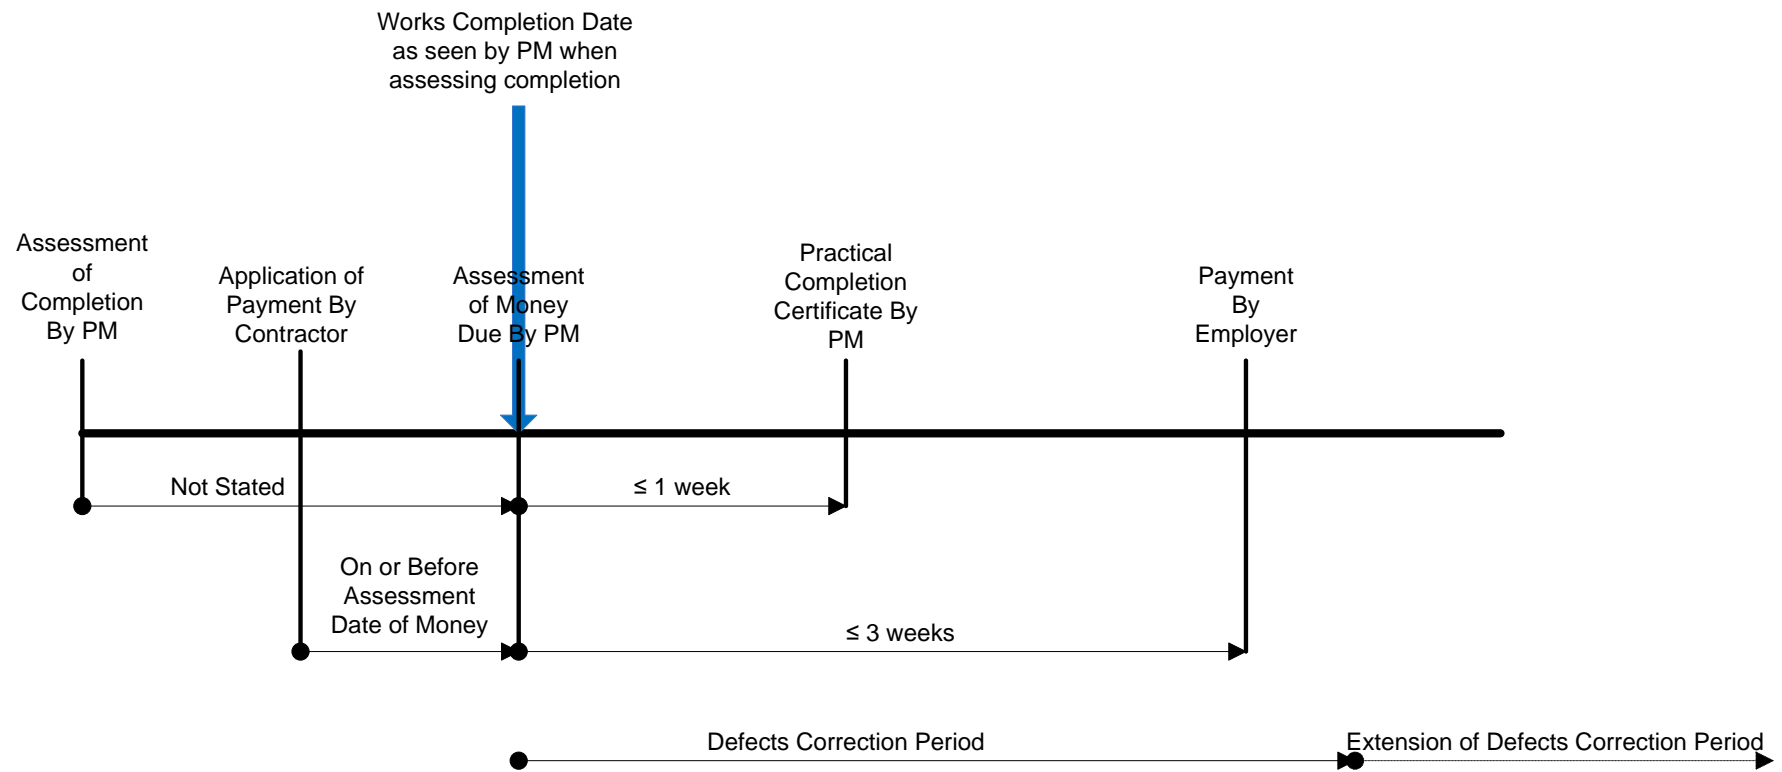 Works Completion Date
as seen by PM when
assessing completion
Assessment
of
Completion
By PM
Application of
Payment By
Contractor
Assessment
of Money
Due By PM
Practical
Completion
Certificate By
PM
Payment
By
Employer
Not Stated
≤ 1 week
On or Before
Assessment
Date of Money
≤ 3 weeks
Defects Correction Period
Extension of Defects Correction Period